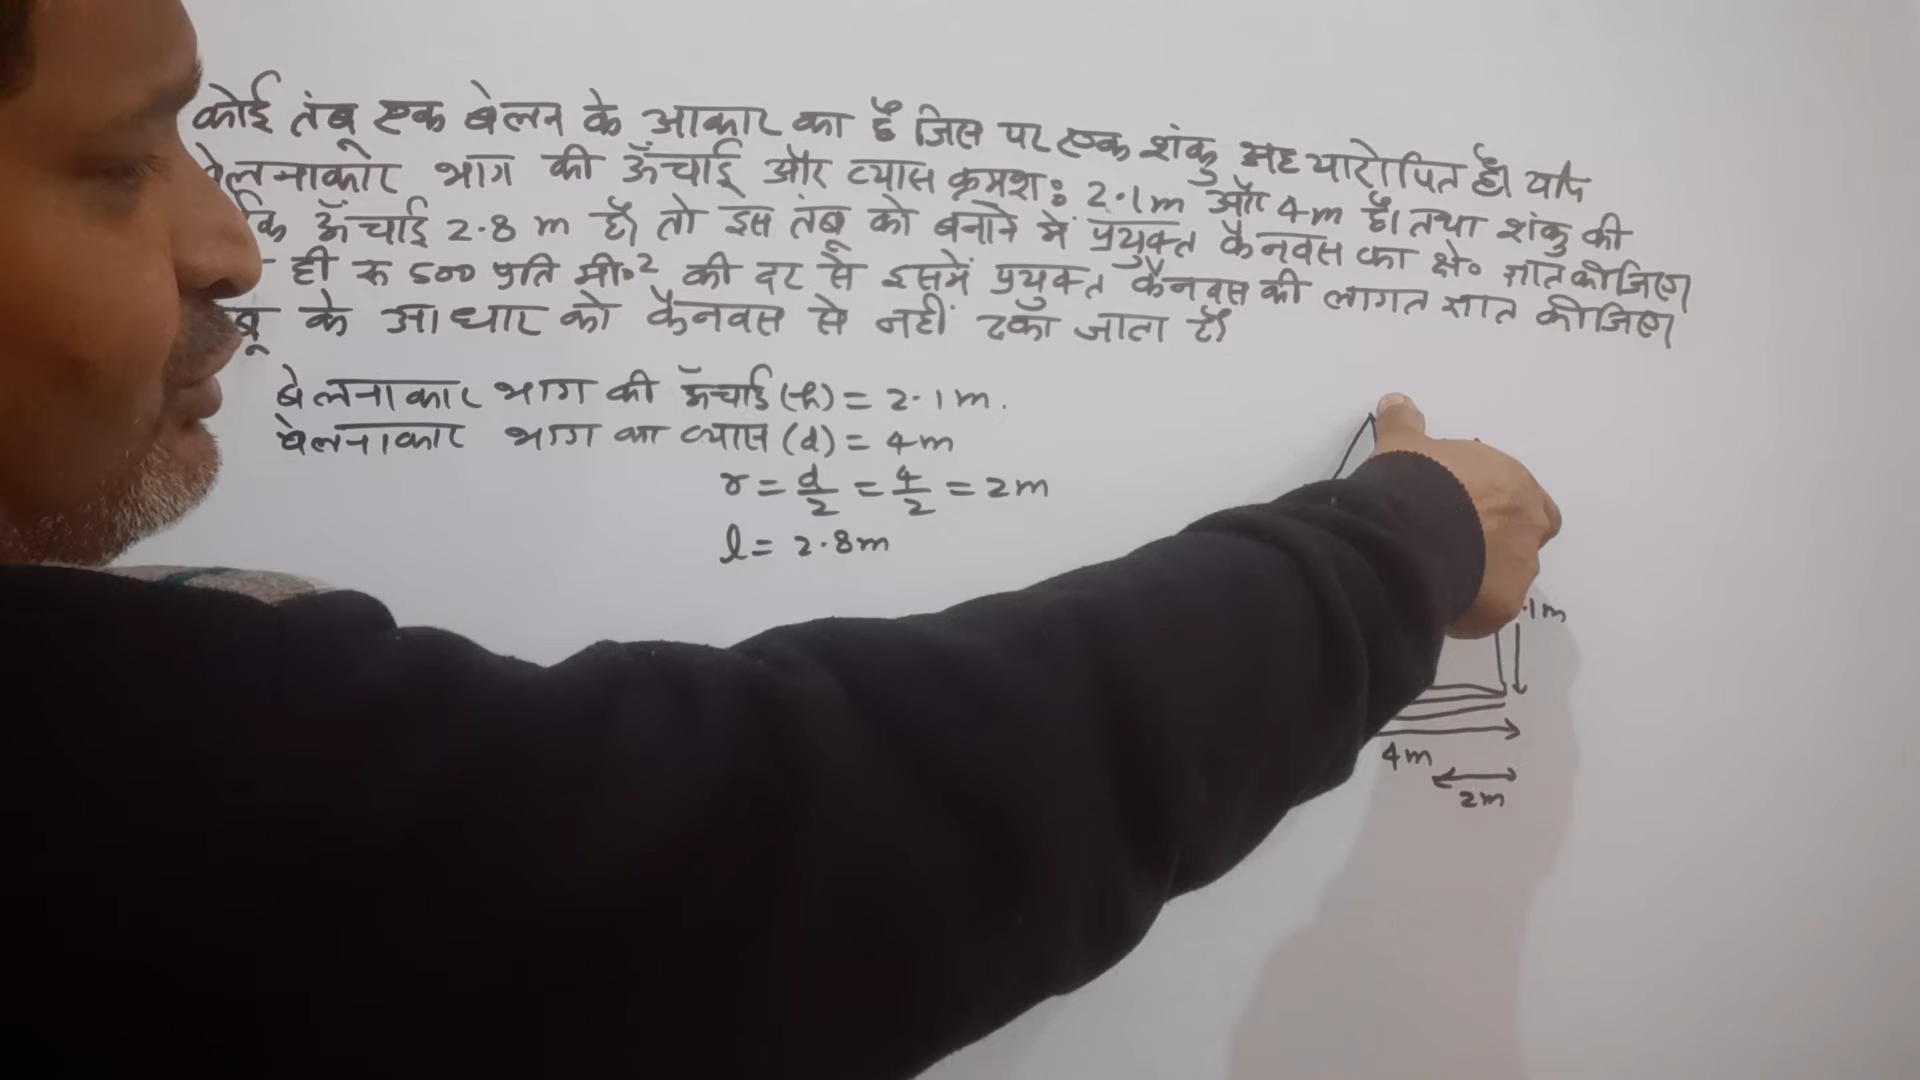 कोई तंबू एक बेलन के आकार का है जिस पर एक शंकु अध्यारोपित है। यदि
बेलनाकार भाग की ऊँचाई और व्यास क्रमशः 2.1m और 4m है। तथा शंकु की
ऊँचाई 2.8 m है। तो इस तंबू को बनाने में प्रयुक्त कैनवस का क्षे० ज्ञात कीजिए।
ही रू 500 प्रति मी०² की दर से इसमें प्रयुक्त कैनवस की लागत ज्ञात कीजिए।
के आधार को कैनवस से नहीं ढका जाता है।
बेलनाकार भाग की ऊँचाई (h) = 2.1m.
बेलनाकार भाग का व्यास (d) = 4m
r = d/2 = 4/2 = 2m
l = 2.8m
.1m
4m
2m